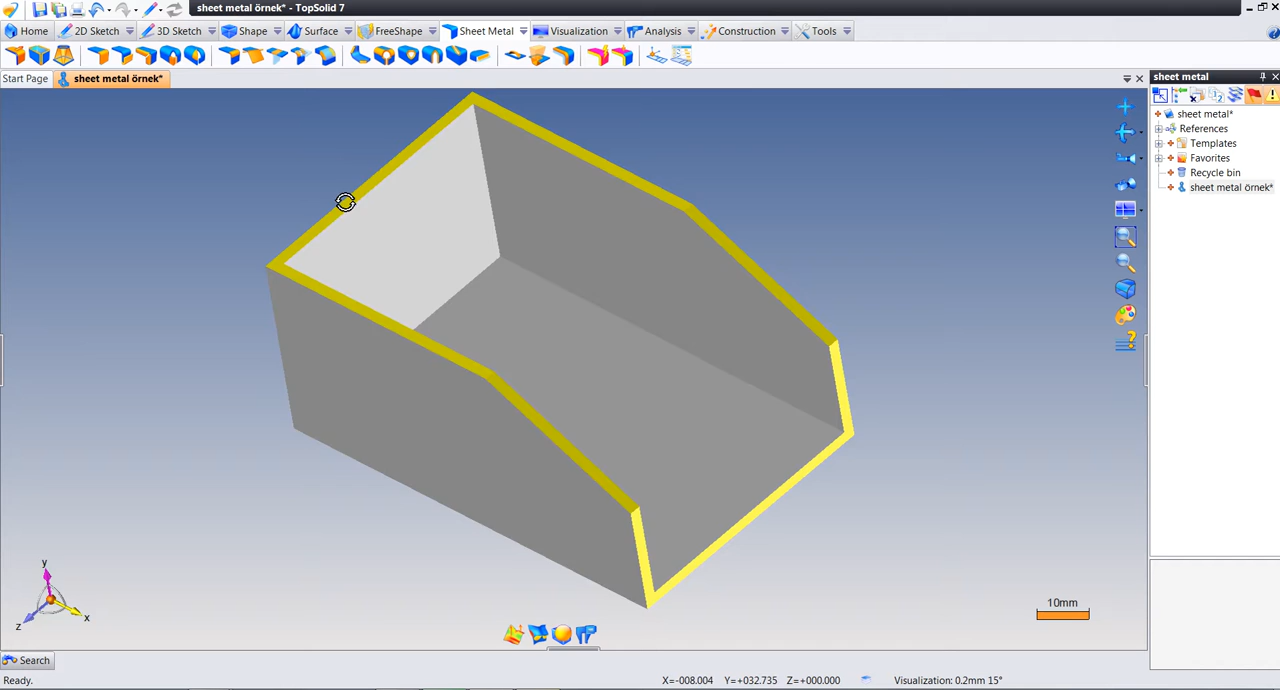 sheet metal örnek* - TopSolid 7
Home
2D Sketch
3D Sketch
Shape
Surface
FreeShape
Sheet Metal
Visualization
Analysis
Construction
Tools
Start Page
sheet metal örnek*
sheet metal
sheet metal*
References
Templates
Favorites
Recycle bin
sheet metal örnek*
y
x
z
10mm
Search
Ready.
X=-008.004 Y=+032.735 Z=+000.000
Visualization: 0.2mm 15°